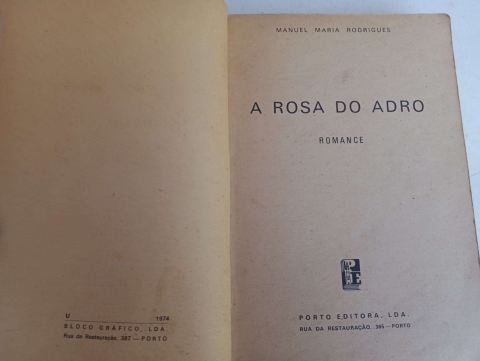 U 1974
BLOCO GRÁFICO, LDA.
Rua da Restauração, 387 — PORTO
MANUEL MARIA RODRIGUES
A ROSA DO ADRO
ROMANCE
PE
PORTO EDITORA, LDA.
RUA DA RESTAURAÇÃO, 365 — PORTO